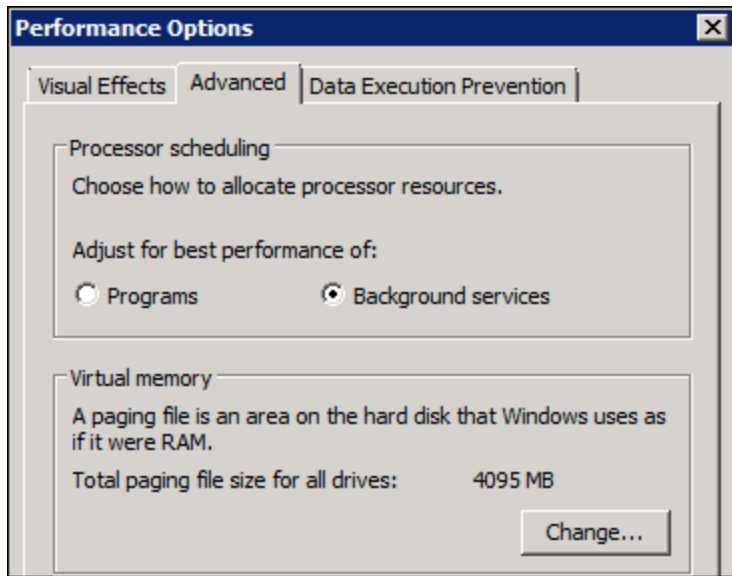 Performance Options
Visual Effects Advanced Data Execution Prevention
Processor scheduling
Choose how to allocate processor resources.
Adjust for best performance of:
Programs Background services
Virtual memory
A paging file is an area on the hard disk that Windows uses as
if it were RAM.
Total paging file size for all drives: 4095 MB
Change...